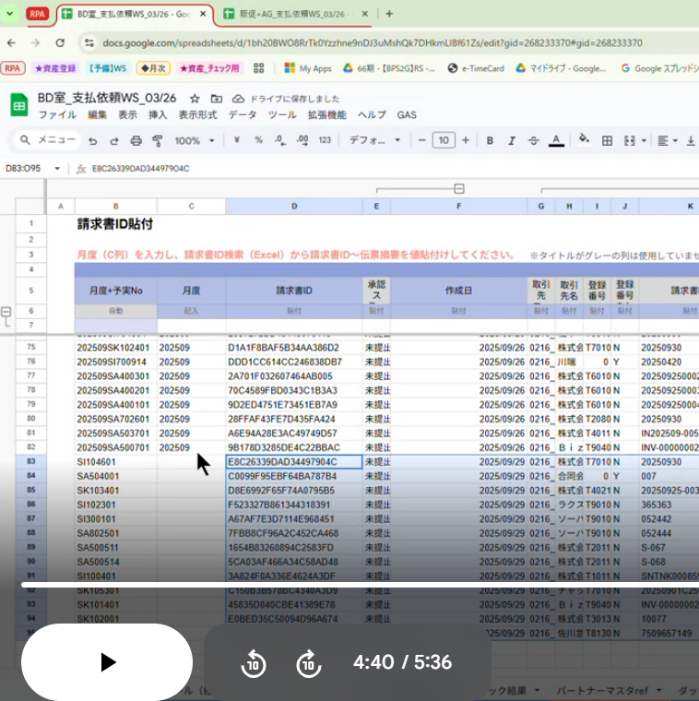 RPA BD室_支払依頼WS_03/26 - Goo 販促+AG_支払依頼WS_03/26 -
docs.google.com/spreadsheets/d/1bh20BWO8RrTk0Yzzhne9nDJ3uMshQk7DHkmLIBf61Zs/edit?gid=268233370#gid=268233370
RPA ★資産登録 【予備】WS ◆月次 ★資産_チェック用 My Apps 66期 - 【BPS2G】RS -... e-TimeCard マイドライブ - Google... Google スプレッドシ
BD室_支払依頼WS_03/26 ドライブに保存しました
ファイル 編集 表示 挿入 表示形式 データ ツール 拡張機能 ヘルプ GAS
メニュー 100% ¥ % .0 .00 123 デフォ... - 10 + B I A
D83:O95 fx E8C26339DAD34497904C
A B C D E F G H I J K
1 請求書ID貼付
2
3 月度(C列)を入力し、請求書ID検索(Excel)から請求書ID～伝票摘要を値貼付けしてください。 ※タイトルがグレーの列は使用していませ
4
5 月度+予実No 月度 請求書ID 承認ス 作成日 取引先 取引先名 登録番号 登録番号 請求書
6 自動 記入 貼付 貼付 貼付 貼付 貼付 貼付 貼付
7
75 202509SK102401 202509 D1A1F8BAF5B34AA386D2 未提出 2025/09/26 0216_ 株式会 T7010 N 20250930
76 202509SI700914 202509 DDD1CC614CC246838DB7 未提出 2025/09/26 0216_ 川端 0 Y 20250420
77 202509SA400301 202509 2A701F032607464AB005 未提出 2025/09/26 0216_ 株式会 T6010 N 20250925000
78 202509SA400201 202509 70C4589FBD0343C1B3A3 未提出 2025/09/26 0216_ 株式会 T6010 N 20250925000
79 202509SA400101 202509 9D2ED4751E73451EB7A9 未提出 2025/09/26 0216_ 株式会 T6010 N 20250925000
80 202509SA702601 202509 28FFAF43FE7D435FA424 未提出 2025/09/26 0216_ 株式会 T2080 N 20250930
81 202509SA503701 202509 A6E94A28E3AC49749D57 未提出 2025/09/26 0216_ 株式会 T4011 N IN202509-005
82 202509SA500701 202509 9B178D3285DE4C22BBAC 未提出 2025/09/26 0216_ Ｂｉｚ T9040 N INV-00000002
83 SI104601 E8C26339DAD34497904C 未提出 2025/09/29 0216_ 株式会 T7010 N 20250930
84 SA504001 C0099F95EBF64BA787B4 未提出 2025/09/29 0216_ 合同会 0 Y 007
85 SK103401 D8E6992F65F74A0795B5 未提出 2025/09/29 0216_ 株式会 T4021 N 20250925-003
86 SI102301 F523327B861344318391 未提出 2025/09/29 0216_ ラクス T9010 N 365363
87 SI300101 A67AF7E3D7114E968451 未提出 2025/09/29 0216_ ソーバ T9010 N 052442
88 SA802501 7FBB8CF96A2C452CA468 未提出 2025/09/29 0216_ ソーバ T9010 N 052444
89 SA500511 1654B83260894C2583FD 未提出 2025/09/29 0216_ 株式会 T2011 N S-067
90 SA500514 5CA03AF466A34C58AD48 未提出 2025/09/29 0216_ 株式会 T2011 N S-068
91 SI100401 3A824F0A336E4624A3DF 未提出 2025/09/29 0216_ 株式会 T1011 N
92 SK105301 未提出 2025/09/29 0216_ N
93 SK101401 45835D040CBE41389E78 未提出 2025/09/29 0216_ Ｂｉｚ T9040 N INV-00000002
94 SK102001 E0BED35C50094D96A674 未提出 2025/09/29 0216_ 株式会 T3013 N 10077
2025/09/29 0216_ 佐川急 T8130 N 7509657149
10 10 4:40 / 5:36
ック結果 パートナーマスタref ダッ